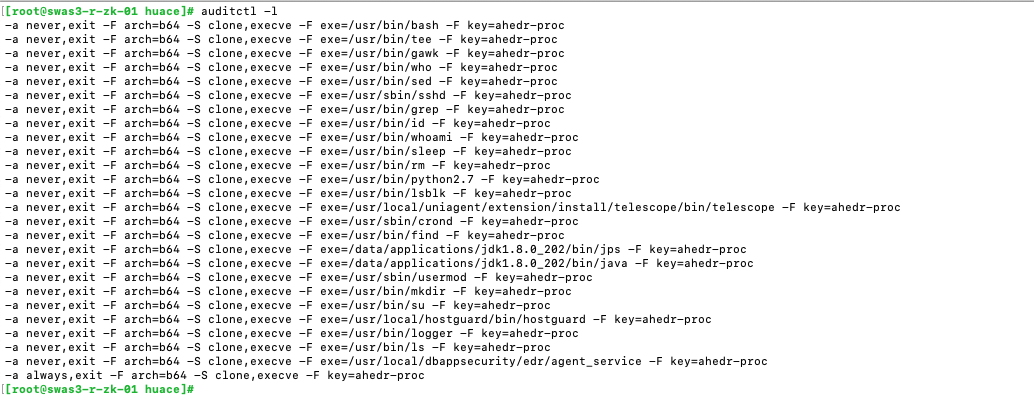 [[root@swas3-r-zk-01 huace]# auditctl -l
-a never,exit -F arch=b64 -S clone,execve -F exe=/usr/bin/bash -F key=ahedr-proc
-a never,exit -F arch=b64 -S clone,execve -F exe=/usr/bin/tee -F key=ahedr-proc
-a never,exit -F arch=b64 -S clone,execve -F exe=/usr/bin/gawk -F key=ahedr-proc
-a never,exit -F arch=b64 -S clone,execve -F exe=/usr/bin/who -F key=ahedr-proc
-a never,exit -F arch=b64 -S clone,execve -F exe=/usr/bin/sed -F key=ahedr-proc
-a never,exit -F arch=b64 -S clone,execve -F exe=/usr/sbin/sshd -F key=ahedr-proc
-a never,exit -F arch=b64 -S clone,execve -F exe=/usr/bin/grep -F key=ahedr-proc
-a never,exit -F arch=b64 -S clone,execve -F exe=/usr/bin/id -F key=ahedr-proc
-a never,exit -F arch=b64 -S clone,execve -F exe=/usr/bin/whoami -F key=ahedr-proc
-a never,exit -F arch=b64 -S clone,execve -F exe=/usr/bin/sleep -F key=ahedr-proc
-a never,exit -F arch=b64 -S clone,execve -F exe=/usr/bin/rm -F key=ahedr-proc
-a never,exit -F arch=b64 -S clone,execve -F exe=/usr/bin/python2.7 -F key=ahedr-proc
-a never,exit -F arch=b64 -S clone,execve -F exe=/usr/bin/lsblk -F key=ahedr-proc
-a never,exit -F arch=b64 -S clone,execve -F exe=/usr/local/uniagent/extension/install/telescope/bin/telescope -F key=ahedr-proc
-a never,exit -F arch=b64 -S clone,execve -F exe=/usr/sbin/crond -F key=ahedr-proc
-a never,exit -F arch=b64 -S clone,execve -F exe=/usr/bin/find -F key=ahedr-proc
-a never,exit -F arch=b64 -S clone,execve -F exe=/data/applications/jdk1.8.0_202/bin/jps -F key=ahedr-proc
-a never,exit -F arch=b64 -S clone,execve -F exe=/data/applications/jdk1.8.0_202/bin/java -F key=ahedr-proc
-a never,exit -F arch=b64 -S clone,execve -F exe=/usr/sbin/usermod -F key=ahedr-proc
-a never,exit -F arch=b64 -S clone,execve -F exe=/usr/bin/mkdir -F key=ahedr-proc
-a never,exit -F arch=b64 -S clone,execve -F exe=/usr/bin/su -F key=ahedr-proc
-a never,exit -F arch=b64 -S clone,execve -F exe=/usr/local/hostguard/bin/hostguard -F key=ahedr-proc
-a never,exit -F arch=b64 -S clone,execve -F exe=/usr/bin/logger -F key=ahedr-proc
-a never,exit -F arch=b64 -S clone,execve -F exe=/usr/bin/ls -F key=ahedr-proc
-a never,exit -F arch=b64 -S clone,execve -F exe=/usr/local/dbappsecurity/edr/agent_service -F key=ahedr-proc
-a always,exit -F arch=b64 -S clone,execve -F key=ahedr-proc
[[root@swas3-r-zk-01 huace]#